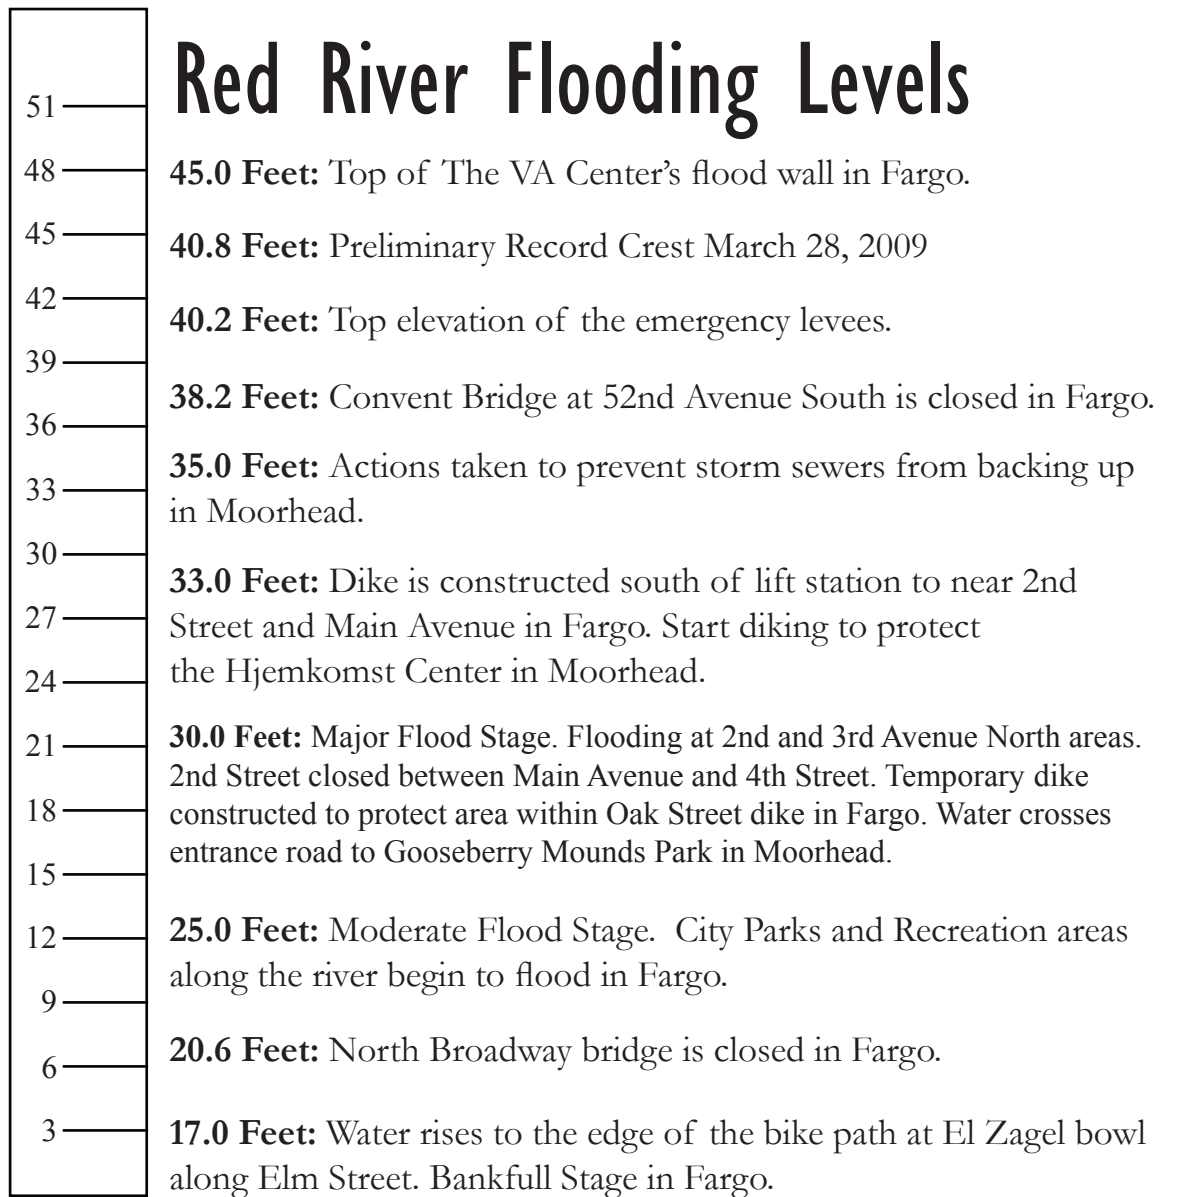 Red River Flooding Levels
51
48
45
42
39
36
33
30
27
24
21
18
15
12
9
6
3
45.0 Feet: Top of The VA Center’s flood wall in Fargo.
40.8 Feet: Preliminary Record Crest March 28, 2009
40.2 Feet: Top elevation of the emergency levees.
38.2 Feet: Convent Bridge at 52nd Avenue South is closed in Fargo.
35.0 Feet: Actions taken to prevent storm sewers from backing up
in Moorhead.
33.0 Feet: Dike is constructed south of lift station to near 2nd
Street and Main Avenue in Fargo. Start diking to protect
the Hjemkomst Center in Moorhead.
30.0 Feet: Major Flood Stage. Flooding at 2nd and 3rd Avenue North areas.
2nd Street closed between Main Avenue and 4th Street. Temporary dike
constructed to protect area within Oak Street dike in Fargo. Water crosses
entrance road to Gooseberry Mounds Park in Moorhead.
25.0 Feet: Moderate Flood Stage.  City Parks and Recreation areas
along the river begin to flood in Fargo.
20.6 Feet: North Broadway bridge is closed in Fargo.
17.0 Feet: Water rises to the edge of the bike path at El Zagel bowl
along Elm Street. Bankfull Stage in Fargo.